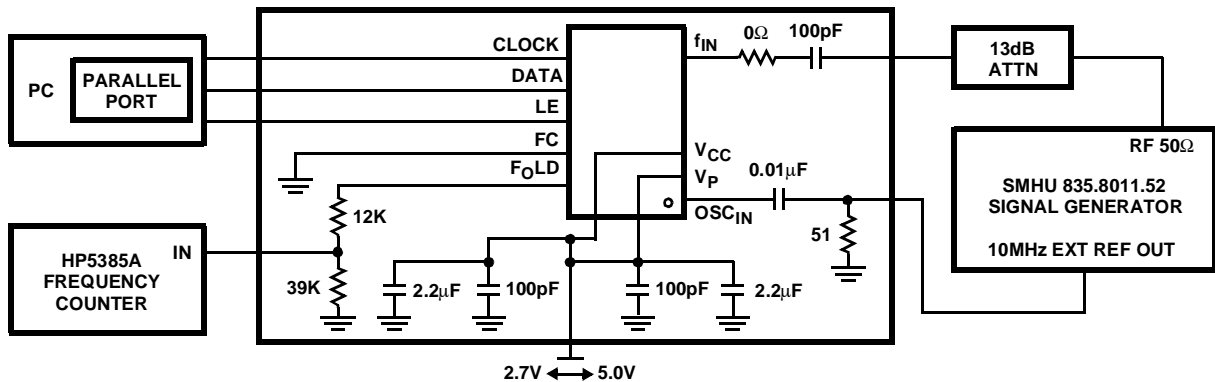 PC
PARALLEL
PORT
CLOCK
DATA
LE
FC
FOLD
fIN
0Ω
100pF
13dB
ATTN
VCC
VP
OSCIN
0.01μF
51
RF 50Ω
SMHU 835.8011.52
SIGNAL GENERATOR
10MHz EXT REF OUT
12K
39K
IN
HP5385A
FREQUENCY
COUNTER
2.2μF
100pF
100pF
2.2μF
2.7V
5.0V